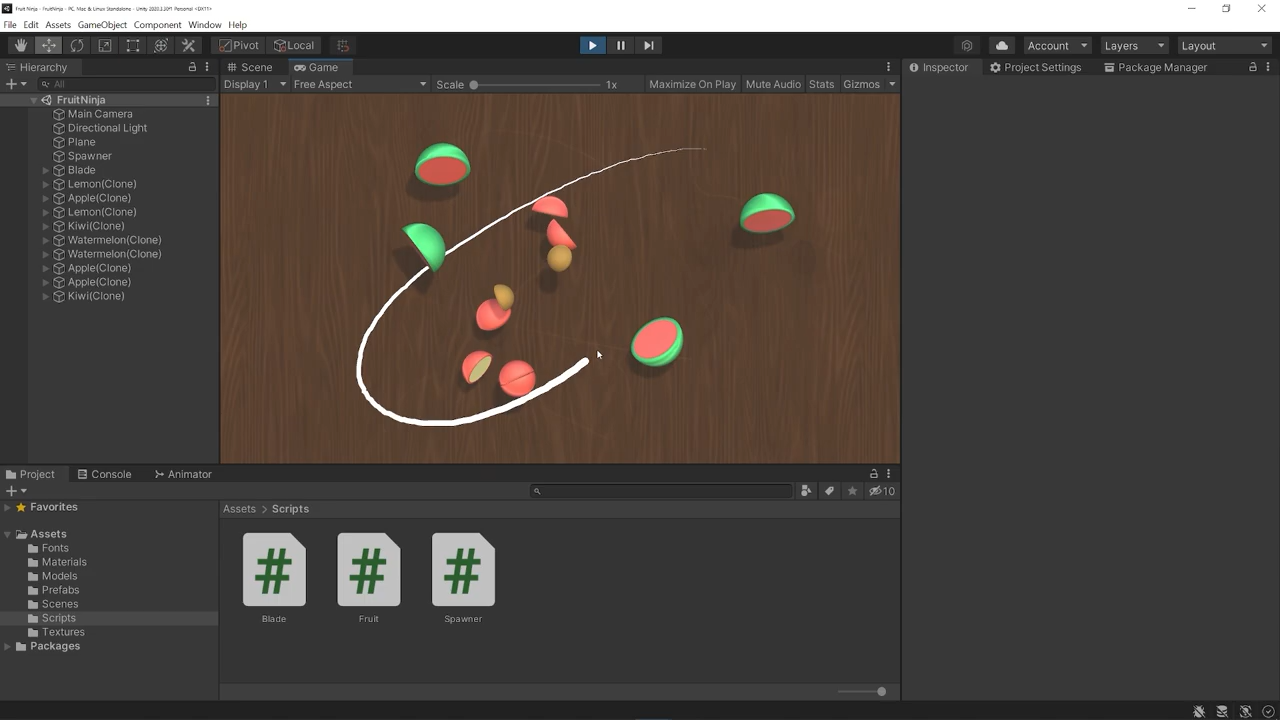 Fruit Ninja - FruitNinja - PC, Mac & Linux Standalone - Unity 2020.3.20f1 Personal <DX11>
File Edit Assets GameObject Component Window Help
Pivot Local Account Layers Layout
Hierarchy Scene Game Inspector Project Settings Package Manager
All Display 1 Free Aspect Scale 1x Maximize On Play Mute Audio Stats Gizmos
FruitNinja
Main Camera
Directional Light
Plane
Spawner
Blade
Lemon(Clone)
Apple(Clone)
Lemon(Clone)
Kiwi(Clone)
Watermelon(Clone)
Watermelon(Clone)
Apple(Clone)
Apple(Clone)
Kiwi(Clone)
Project Console Animator
10
Favorites
Assets > Scripts
Assets
Fonts
Materials
Models
Prefabs
Scenes
Scripts
Textures
Packages
Blade Fruit Spawner